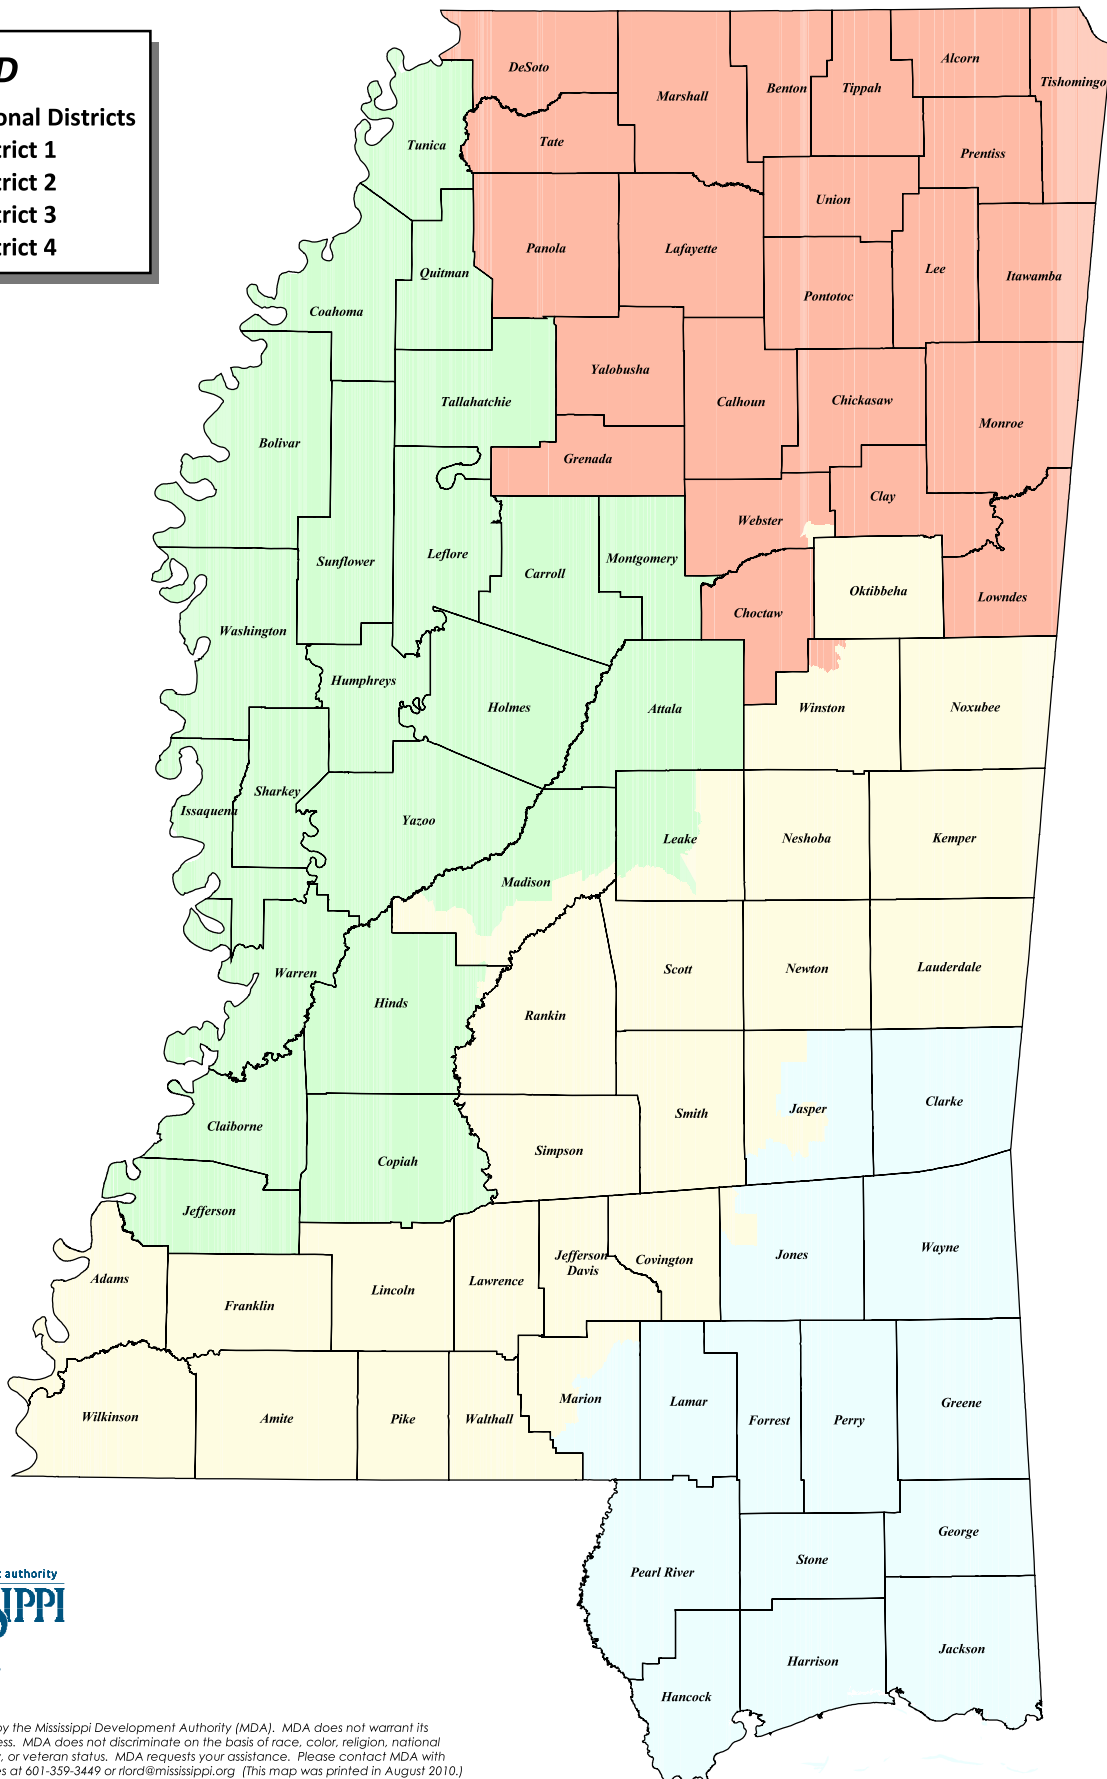 D
onal Districts
trict 1
trict 2
trict 3
trict 4
DeSoto
Marshall
Benton
Tippah
Alcorn
Tishomingo
Tunica
Tate
Prentiss
Union
Panola
Lafayette
Quitman
Lee
Itawamba
Pontotoc
Coahoma
Yalobusha
Tallahatchie
Calhoun
Chickasaw
Monroe
Bolivar
Grenada
Clay
Webster
Leflore
Sunflower
Carroll
Montgomery
Oktibbeha
Lowndes
Choctaw
Washington
Humphreys
Holmes
Attala
Winston
Noxubee
Sharkey
Issaquena
Yazoo
Leake
Neshoba
Kemper
Madison
Warren
Scott
Newton
Lauderdale
Hinds
Rankin
Smith
Jasper
Clarke
Claiborne
Copiah
Simpson
Jefferson
Adams
Franklin
Lincoln
Lawrence
Jefferson
Davis
Covington
Jones
Wayne
Wilkinson
Amite
Pike
Walthall
Marion
Lamar
Forrest
Perry
Greene
George
Stone
Pearl River
Jackson
Harrison
Hancock
t authority
IPPI
by the Mississippi Development Authority (MDA). MDA does not warrant its
ess. MDA does not discriminate on the basis of race, color, religion, national
, or veteran status. MDA requests your assistance. Please contact MDA with
es at 601-359-3449 or rlord@mississippi.org (This map was printed in August 2010.)